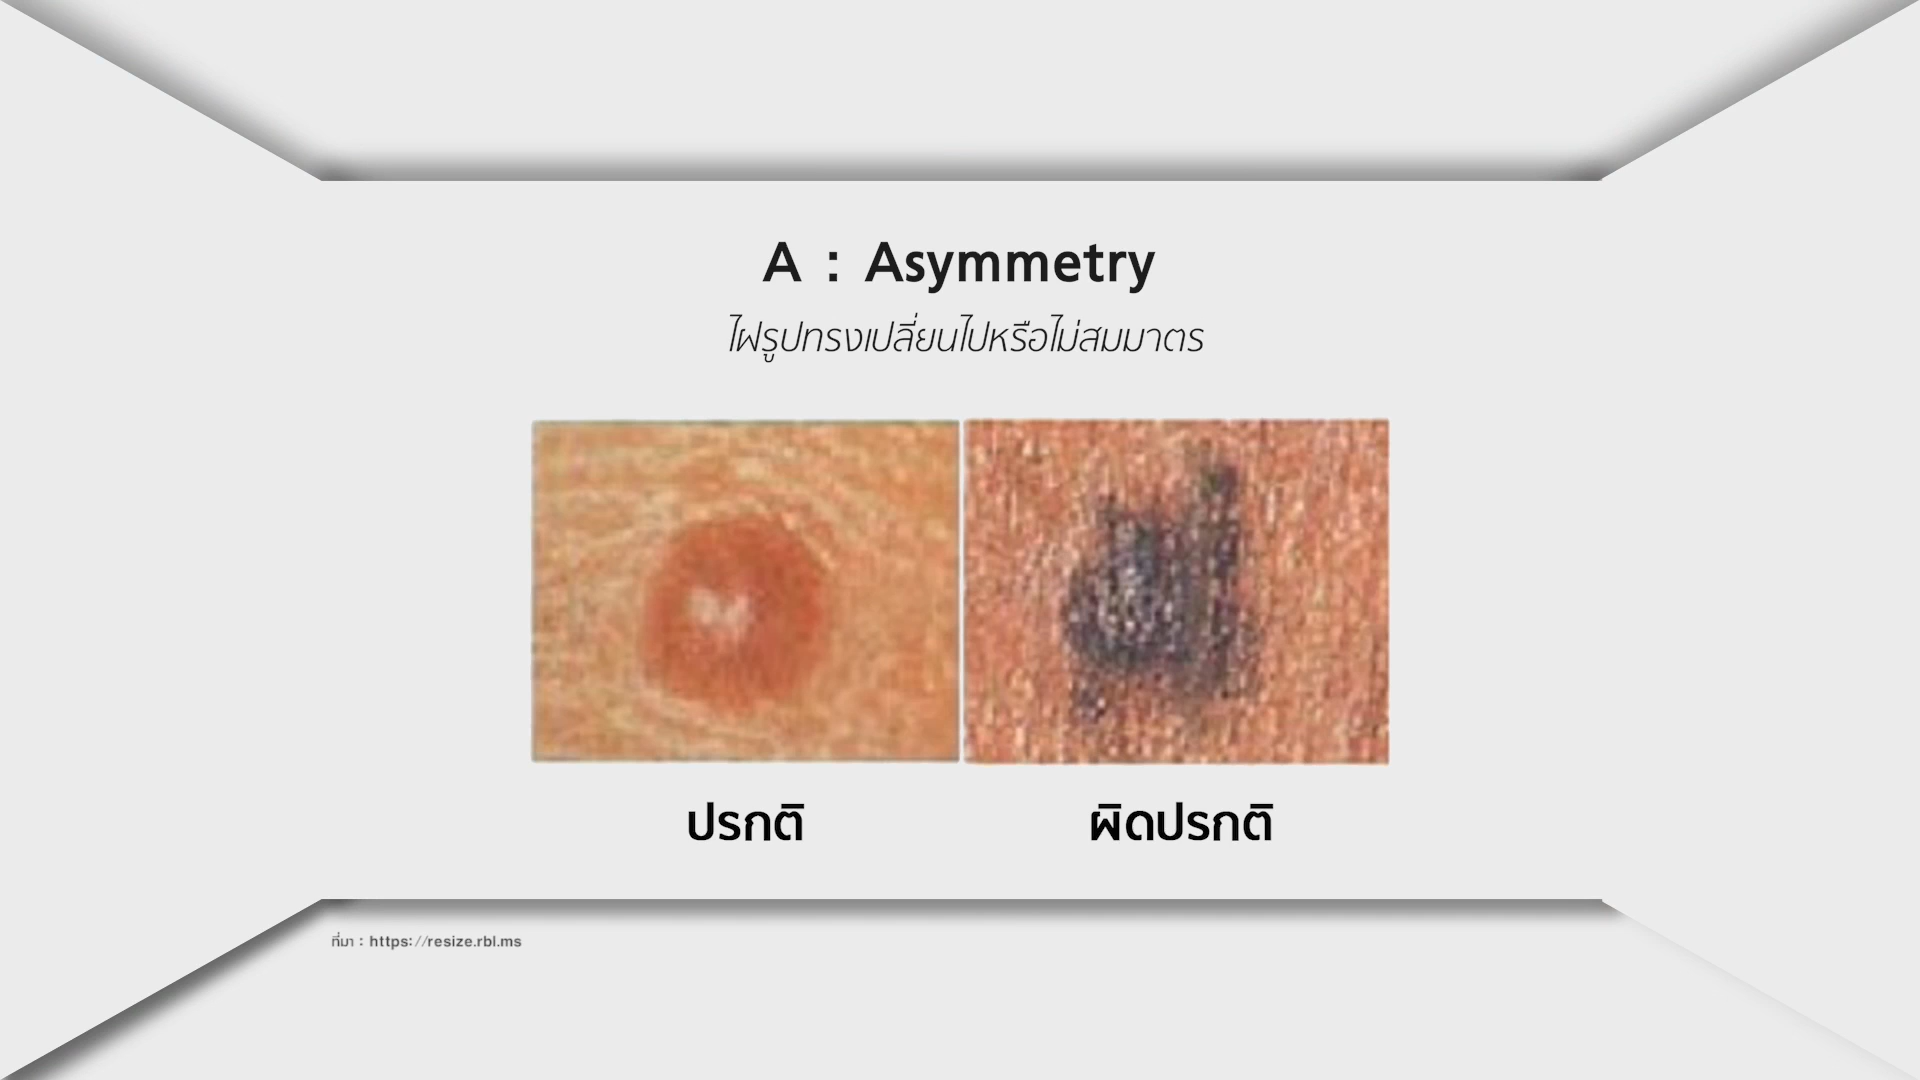 A : Asymmetry
ไฝรูปทรงเปลี่ยนไปหรือไม่สมมาตร
ปรกติ
ผิดปรกติ
ที่มา : https://resize.rbl.ms